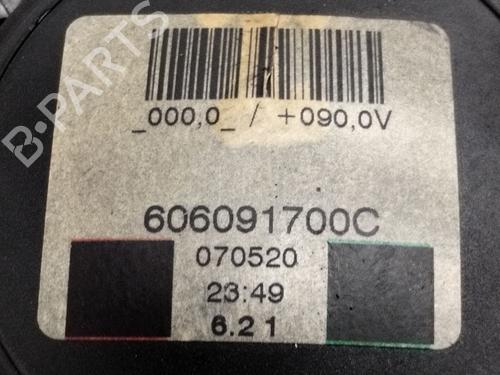 _000,0_ / +090,0V
606091700C
070520
23:49
6.2 1
B-PARTS